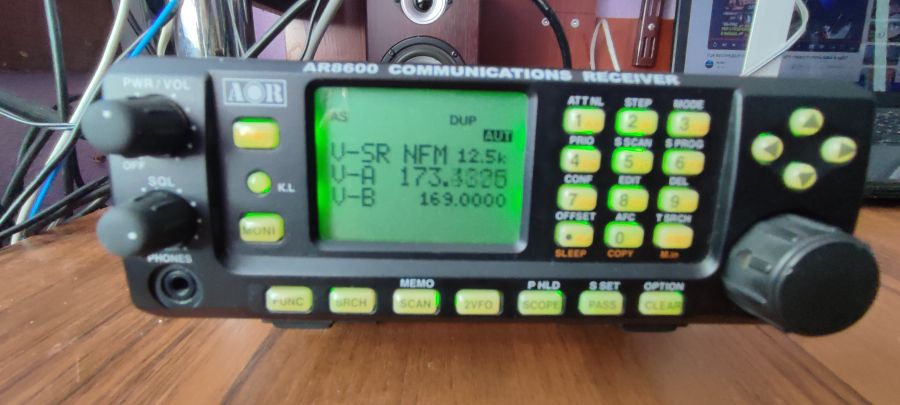 AR8600 COMMUNICATIONS RECEIVER
PWR / VOL
AOR
OFF
SQL
K.L
MONI
PHONES
AS DUP
AUT
V-SR NFM 12.5k
V-A
V-B 169.0000
ATT NL STEP MODE
1 2 3
PRIO S SCAN S PROG
4 5 6
CONF EDIT DEL
7 8 9
OFFSET AFC T SRCH
• 0
SLEEP COPY M.in
MEMO P HLD S SET OPTION
FUNC SRCH SCAN 2VFO SCOPE PASS CLEAR